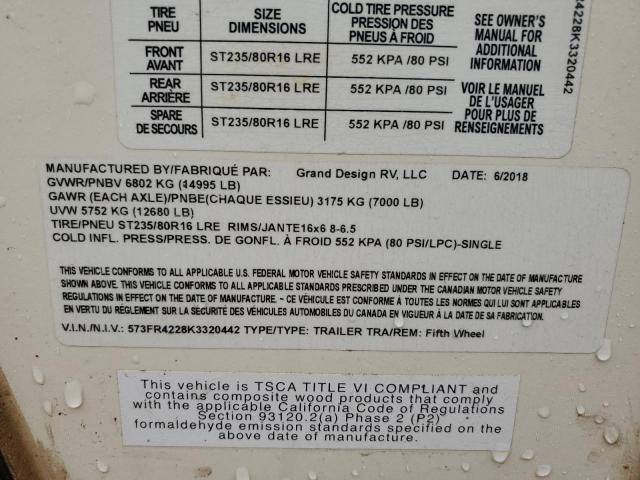 TIRE PNEU
SIZE DIMENSIONS
COLD TIRE PRESSURE PRESSION DES PNEUS À FROID
FRONT AVANT
ST235/80R16 LRE
552 KPA /80 PSI
REAR ARRIÈRE
ST235/80R16 LRE
552 KPA /80 PSI
SPARE DE SECOURS
ST235/80R16 LRE
552 KPA /80 PSI
SEE OWNER'S
MANUAL FOR
ADDITIONAL
INFORMATION
VOIR LE MANUEL
DE L'USAGER
POUR PLUS DE
RENSEIGNEMENTS
4228K3320442
MANUFACTURED BY/FABRIQUÉ PAR: Grand Design RV, LLC DATE: 6/2018
GVWR/PNBV 6802 KG (14995 LB)
GAWR (EACH AXLE)/PNBE(CHAQUE ESSIEU) 3175 KG (7000 LB)
UVW 5752 KG (12680 LB)
TIRE/PNEU ST235/80R16 LRE RIMS/JANTE16x6 8-6.5
COLD INFL. PRESS/PRESS. DE GONFL. À FROID 552 KPA (80 PSI/LPC)-SINGLE
THIS VEHICLE CONFORMS TO ALL APPLICABLE U.S. FEDERAL MOTOR VEHICLE SAFETY STANDARDS IN EFFECT ON THE DATE OF MANUFACTURE
SHOWN ABOVE. THIS VEHICLE CONFORMS TO ALL APPLICABLE STANDARDS PRESCRIBED UNDER THE CANADIAN MOTOR VEHICLE SAFETY
REGULATIONS IN EFFECT ON THE DATE OF MANUFACTURE ~ CE VÉHICULE EST CONFORME À TOUTES LES NORMES QUI LUI SONT APPLICABLES
EN VERTU DU RÉGLEMENT SUR LA SÉCURITÉ DES VÉHICULES AUTOMOBILES DU CANADA EN VIGUEUR À LA DATE DE SA FABRICATION.
V.I.N./N.I.V.: 573FR4228K3320442 TYPE/TYPE: TRAILER TRA/REM: Fifth Wheel
This vehicle is TSCA TITLE VI COMPLIANT and
contains composite wood products that comply
with the applicable California Code of Regulations
Section 93120.2(a) Phase 2 (P2)
formaldehyde emission standards specified on the
above date of manufacture.